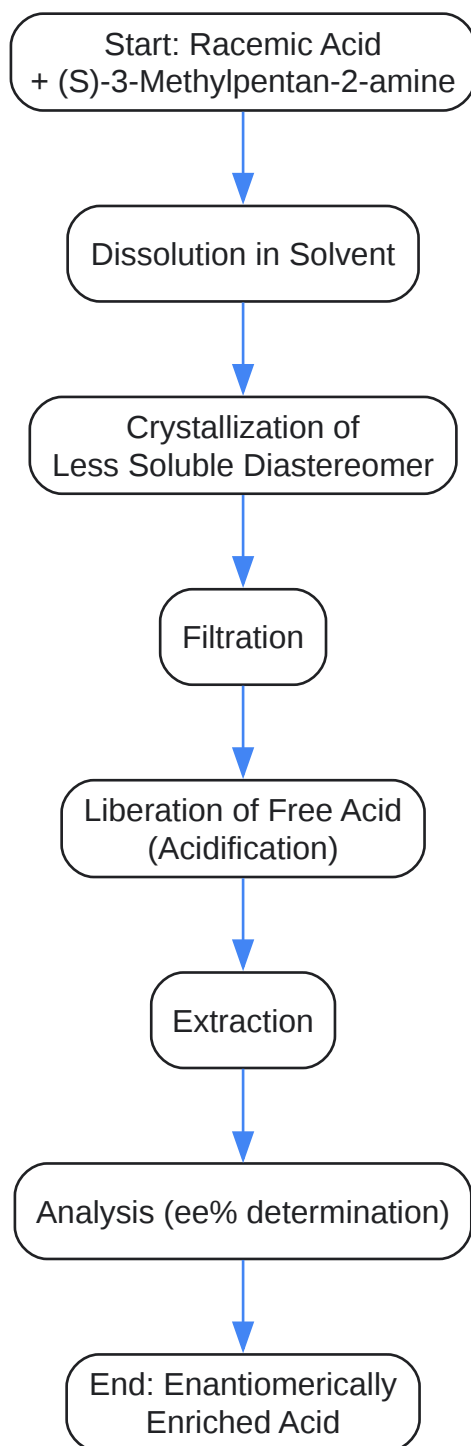 Start: Racemic Acid
+ (S)-3-Methylpentan-2-amine
Dissolution in Solvent
Crystallization of
Less Soluble Diastereomer
Filtration
Liberation of Free Acid
(Acidification)
Extraction
Analysis (ee% determination)
End: Enantiomerically
Enriched Acid